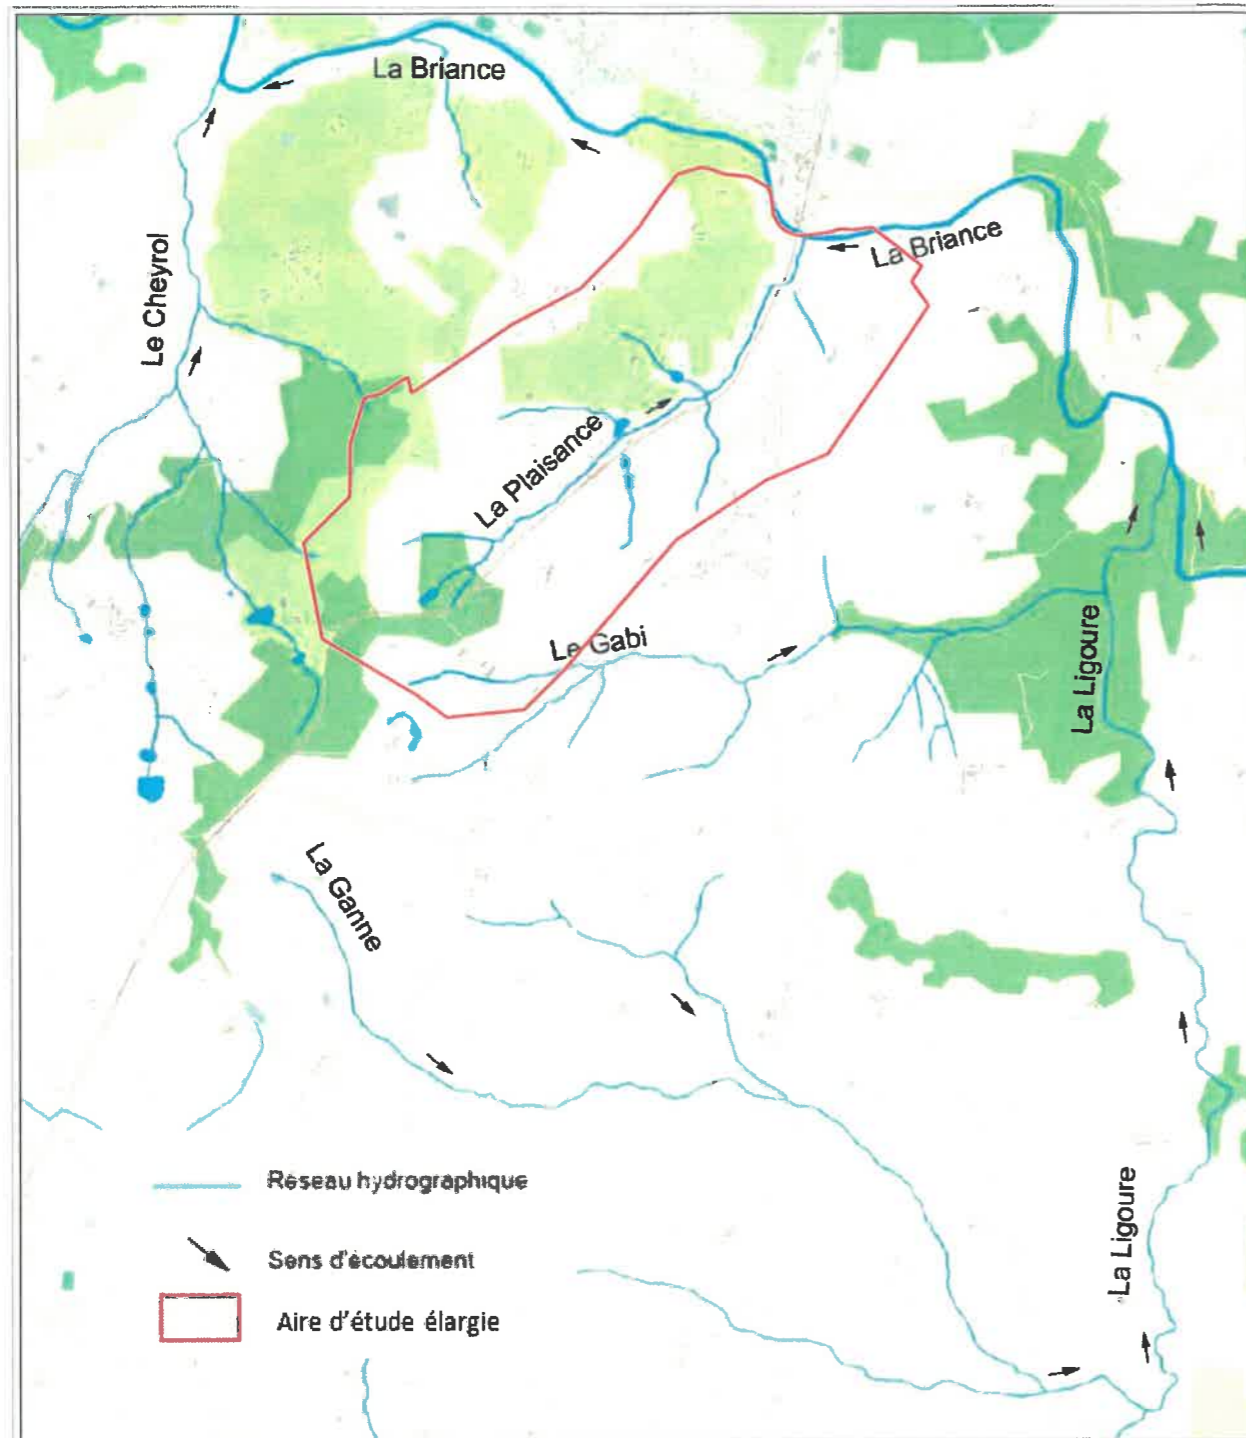 La Briance
La Briance
Le Cheyrol
La Plaisance
Le Gabi
La Ligoure
La Ganne
La Ligoure
Réseau hydrographique
Sens d'écoulement
Aire d'étude élargie